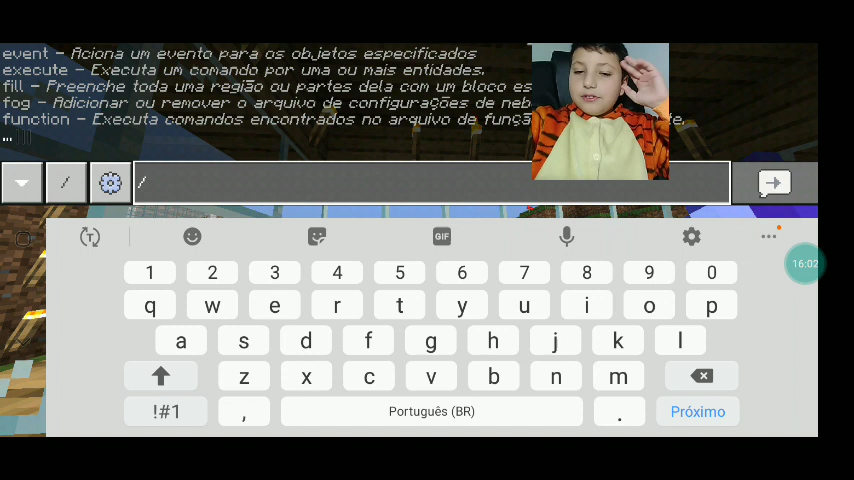 event - Aciona um evento para os objetos especificados
execute - Executa um comando por uma ou mais entidades.
fill - Preenche toda uma região ou partes dela com um bloco
fog - Adicionar ou remover o arquivo de configurações de
function - Executa comandos encontrados no arquivo de
...
/ /
T GIF
16:02
1 2 3 4 5 6 7 8 9 0
q w e r t y u i o p
a s d f g h j k l
z x c v b n m
!#1 , Português (BR) . Próximo